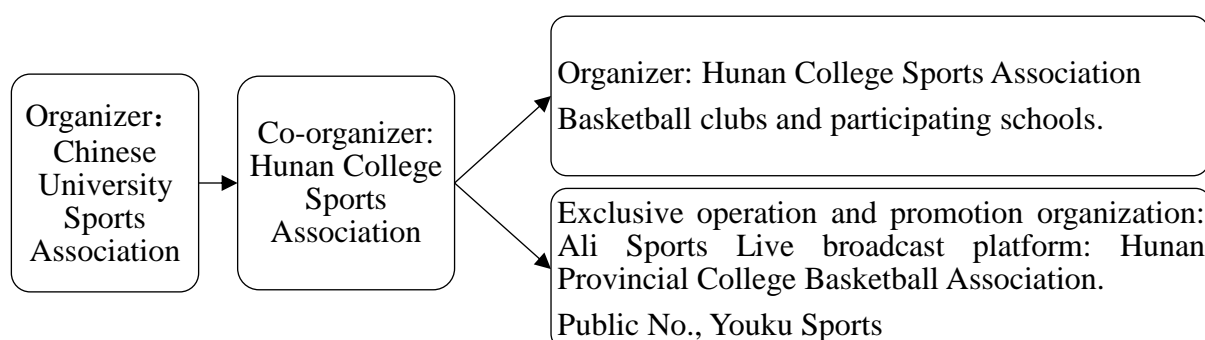 Organizer：
Chinese
University
Sports
Association
Co-organizer:
Hunan College
Sports
Association
Organizer: Hunan College Sports Association
Basketball clubs and participating schools.
Exclusive operation and promotion organization:
Ali Sports Live broadcast platform: Hunan
Provincial College Basketball Association.
Public No., Youku Sports